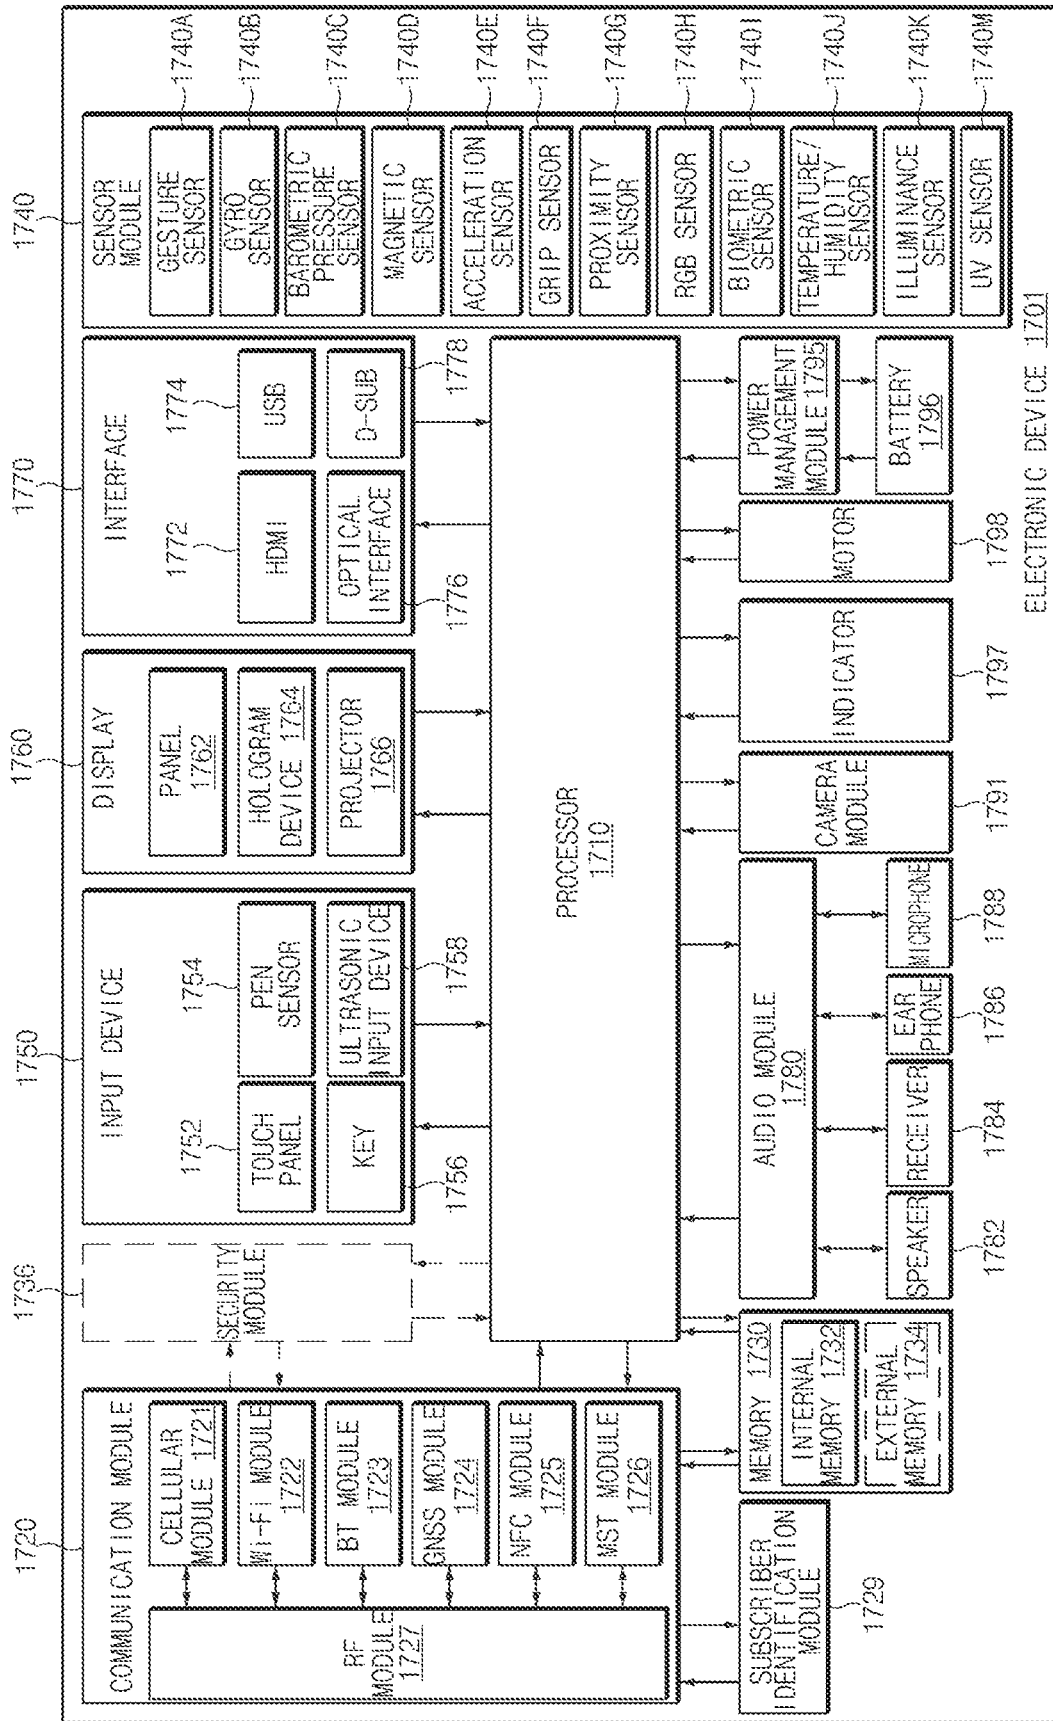 1740
SENSOR
MODULE
GESTURE
SENSOR
1740A
GYRO
SENSOR
1740B
BAROMETRIC
PRESSURE
SENSOR
1740C
MAGNETIC
SENSOR
1740D
ACCELERATION
SENSOR
1740E
GRIP SENSOR
1740F
PROXIMITY
SENSOR
1740G
RGB SENSOR
1740H
BIOMETRIC
SENSOR
1740I
TEMPERATURE/
HUMIDITY
SENSOR
1740J
ILLUMINANCE
SENSOR
1740K
UV SENSOR
1740M
1770
INTERFACE
1772
HDMI
1774
USB
OPTICAL
INTERFACE
1776
D-SUB
1778
1760
DISPLAY
PANEL
1762
HOLOGRAM
DEVICE 1764
PROJECTOR
1766
1750
INPUT DEVICE
1752
TOUCH
PANEL
1754
PEN
SENSOR
KEY
1756
ULTRASONIC
INPUT DEVICE
1758
1736
SECURITY
MODULE
1720
COMMUNICATION MODULE
CELLULAR
MODULE 1721
Wi-Fi MODULE
1722
BT MODULE
1723
GNSS MODULE
1724
NFC MODULE
1725
MST MODULE
1726
RF
MODULE
1727
PROCESSOR
1710
SUBSCRIBER
IDENTIFICATION
MODULE
1729
MEMORY 1730
INTERNAL
MEMORY 1732
EXTERNAL
MEMORY 1734
AUDIO MODULE
1780
SPEAKER
1782
RECEIVER
1784
EAR
PHONE
1786
MICROPHONE
1788
CAMERA
MODULE
1791
INDICATOR
1797
MOTOR
1798
POWER
MANAGEMENT
MODULE 1795
BATTERY
1796
ELECTRONIC DEVICE 1701